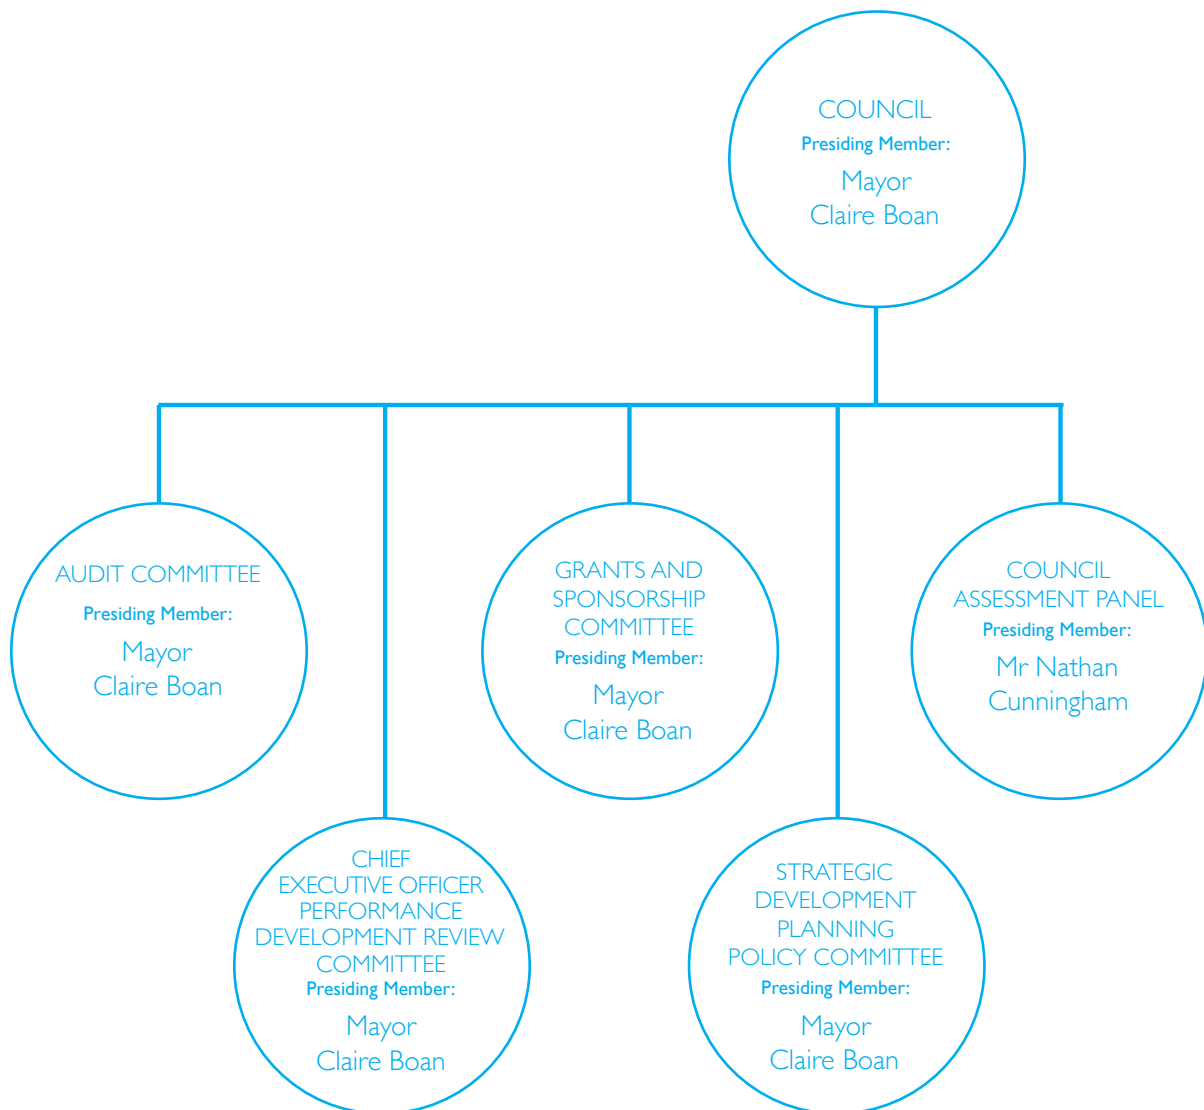 COUNCIL
Presiding Member:
Mayor
Claire Boan
AUDIT COMMITTEE
Presiding Member:
Mayor
Claire Boan
GRANTS AND
SPONSORSHIP
COMMITTEE
Presiding Member:
Mayor
Claire Boan
COUNCIL
ASSESSMENT PANEL
Presiding Member:
Mr Nathan
Cunningham
CHIEF
EXECUTIVE OFFICER
PERFORMANCE
DEVELOPMENT REVIEW
COMMITTEE
Presiding Member:
Mayor
Claire Boan
STRATEGIC
DEVELOPMENT
PLANNING
POLICY COMMITTEE
Presiding Member:
Mayor
Claire Boan